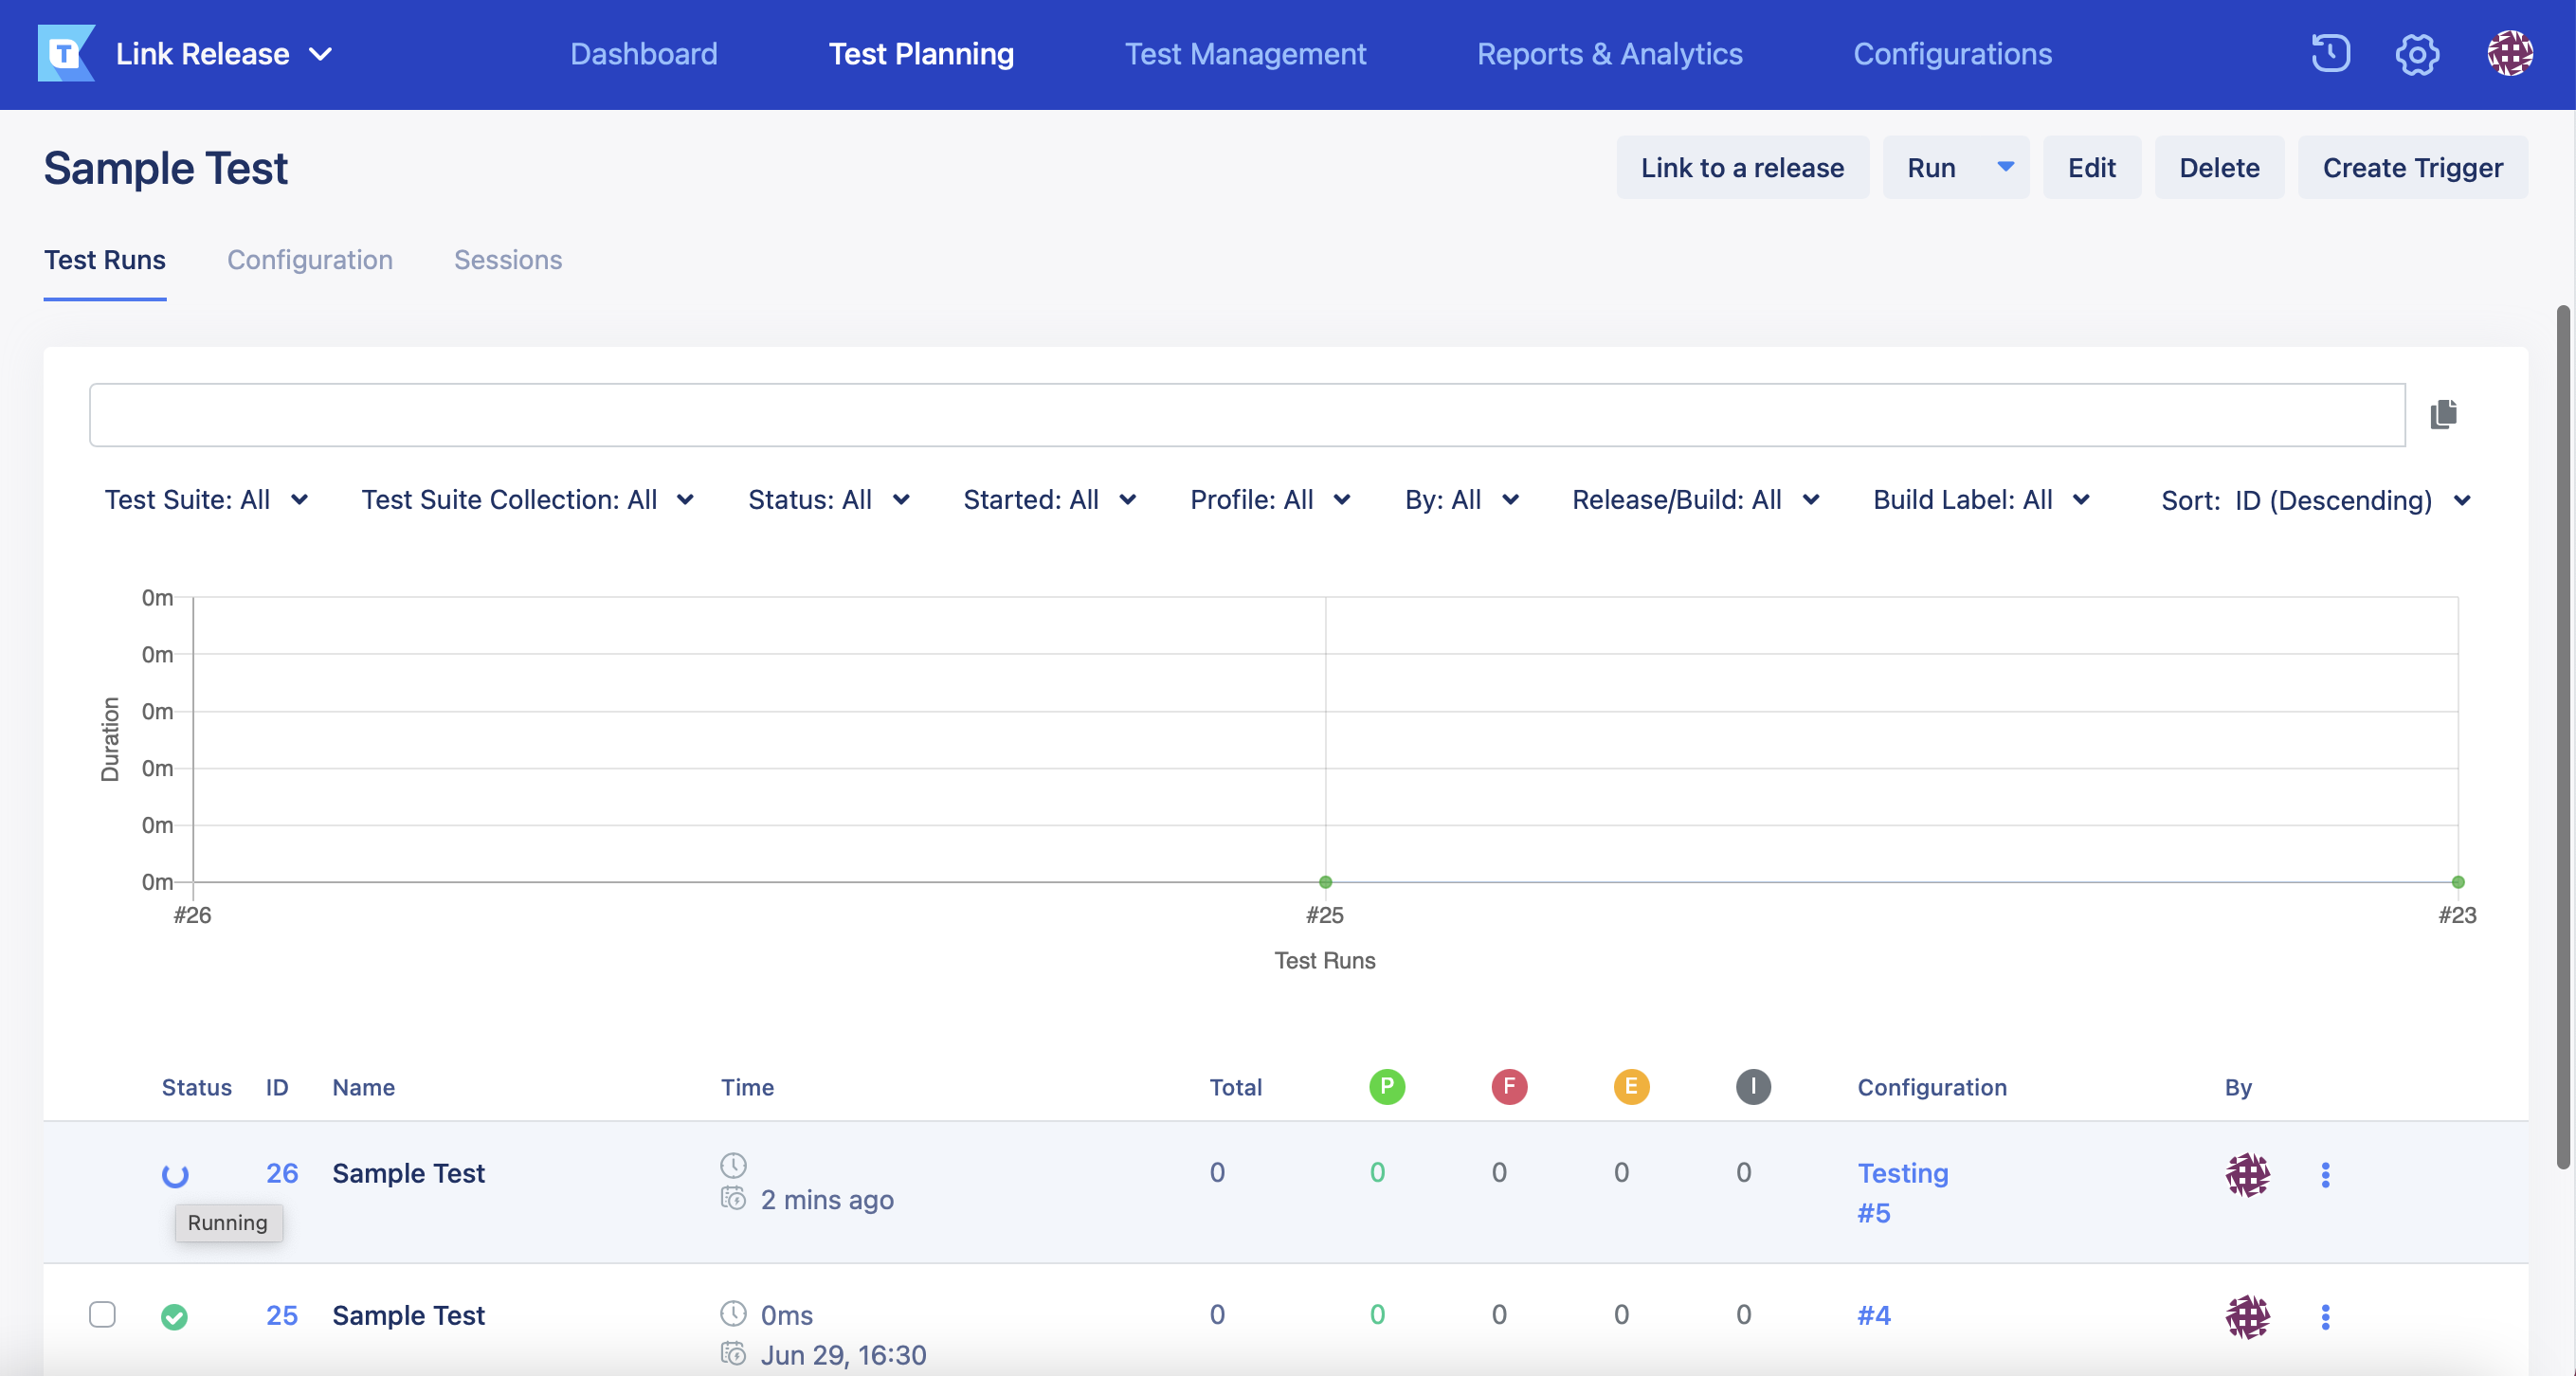 T Link Release
Dashboard
Test Planning
Test Management
Reports & Analytics
Configurations
Sample Test
Link to a release
Run
Edit
Delete
Create Trigger
Test Runs
Configuration
Sessions
Test Suite: All
Test Suite Collection: All
Status: All
Started: All
Profile: All
By: All
Release/Build: All
Build Label: All
Sort: ID (Descending)
0m
0m
0m
0m
0m
0m
Duration
#26
#25
#23
Test Runs
Status ID Name Time Total P F E I Configuration By
26 Sample Test 0 0 0 0 0 Testing
2 mins ago #5
Running
25 Sample Test 0ms 0 0 0 0 0 #4
Jun 29, 16:30